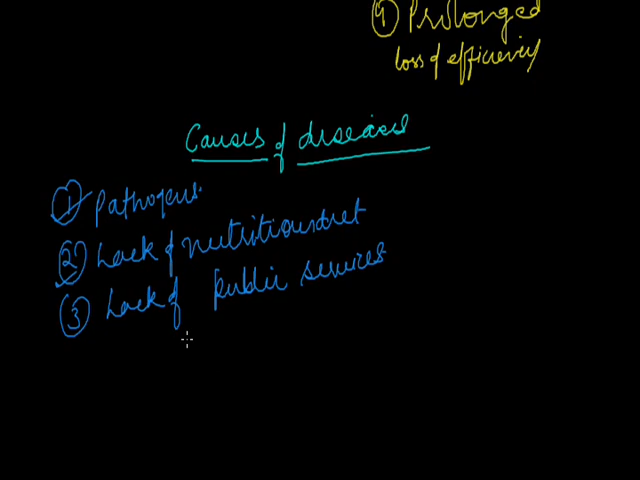 ④ Prolonged
loss of efficiency
Causes of diseases
① Pathogens
② Lack of nutritious diet
③ Lack of public services